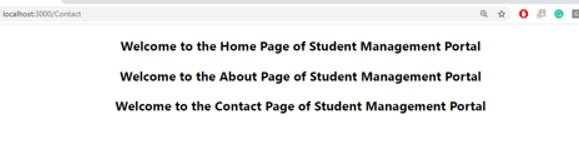 localhost:3000/Contact
Welcome to the Home Page of Student Management Portal
Welcome to the About Page of Student Management Portal
Welcome to the Contact Page of Student Management Portal